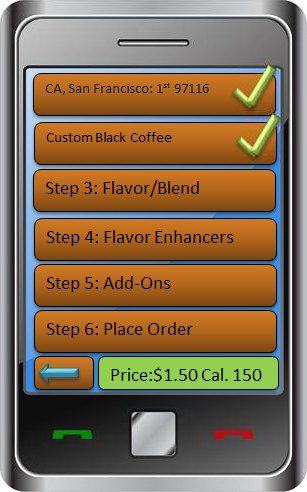 CA, San Francisco: 1st 97116
Custom Black Coffee
Step 3: Flavor/Blend
Step 4: Flavor Enhancers
Step 5: Add-Ons
Step 6: Place Order
Price:$1.50 Cal. 150